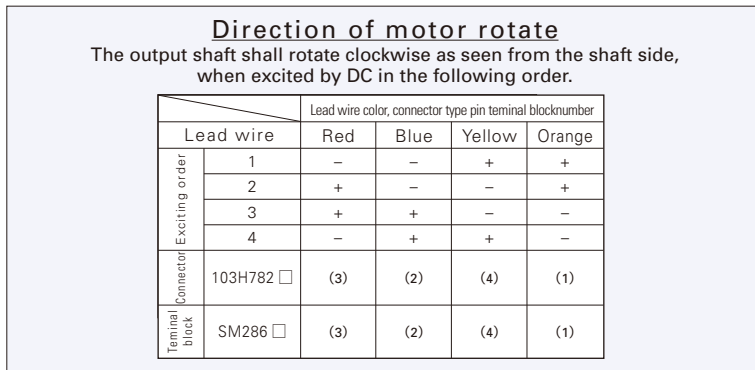 Direction of motor rotate
The output shaft shall rotate clockwise as seen from the shaft side,
when excited by DC in the following order.
Lead wire color, connector type pin teminal blocknumber
Lead wire Red Blue Yellow Orange
Exciting order
1 – – + +
2 + – – +
3 + + – –
4 – + + –
Connector 103H782 □ (3) (2) (4) (1)
Teminal block SM286 □ (3) (2) (4) (1)